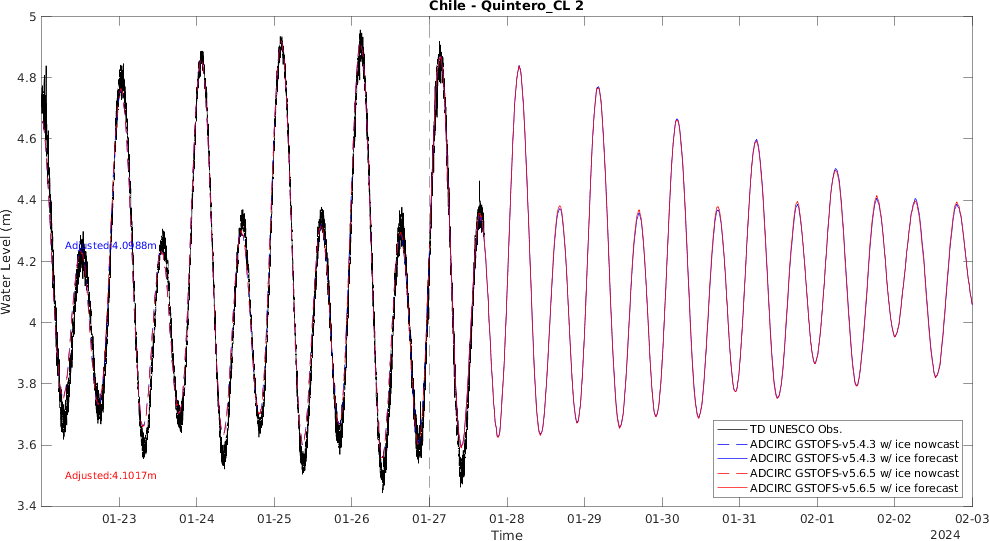 Chile - Quintero_CL 2
5
4.8
4.6
4.4
4.2
4
3.8
3.6
3.4
Water Level (m)
Adjusted:4.0988m
Adjusted:4.1017m
TD UNESCO Obs.
ADCIRC GSTOFS-v5.4.3 w/ ice nowcast
ADCIRC GSTOFS-v5.4.3 w/ ice forecast
ADCIRC GSTOFS-v5.6.5 w/ ice nowcast
ADCIRC GSTOFS-v5.6.5 w/ ice forecast
01-23 01-24 01-25 01-26 01-27 01-28 01-29 01-30 01-31 02-01 02-02 02-03
Time
2024